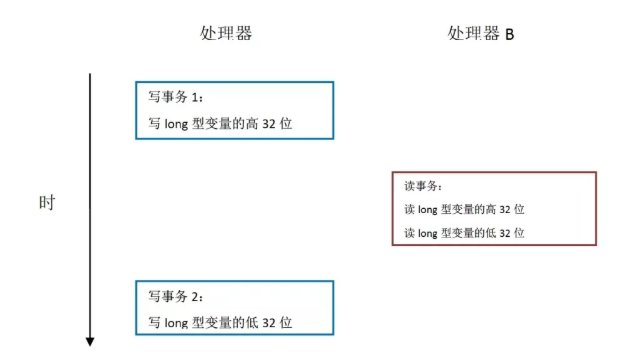 处理器 处理器 B
写事务 1：
写 long 型变量的高 32 位
读事务：
时
读 long 型变量的高 32 位
读 long 型变量的低 32 位
写事务 2：
写 long 型变量的低 32 位